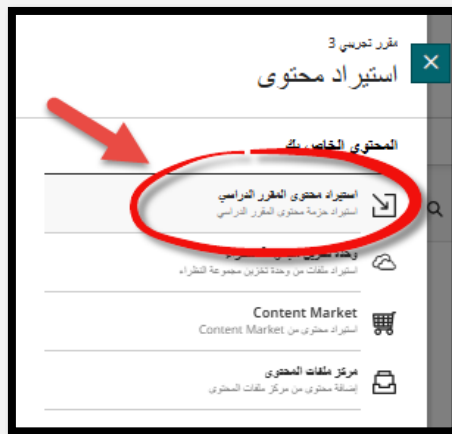 مقرر تجريبي 3
استيراد محتوى
المحتوى الخاص بك
استيراد محتوى المقرر الدراسي
استيراد حزمة محتوى المقرر الدراسي
وحدة تخزين
استيراد ملفات من وحدة تخزين مجموعة النظراء
Content Market
استيراد محتوى من Content Market
مركز ملفات المحتوى
إضافة محتوى من مركز ملفات المحتوى